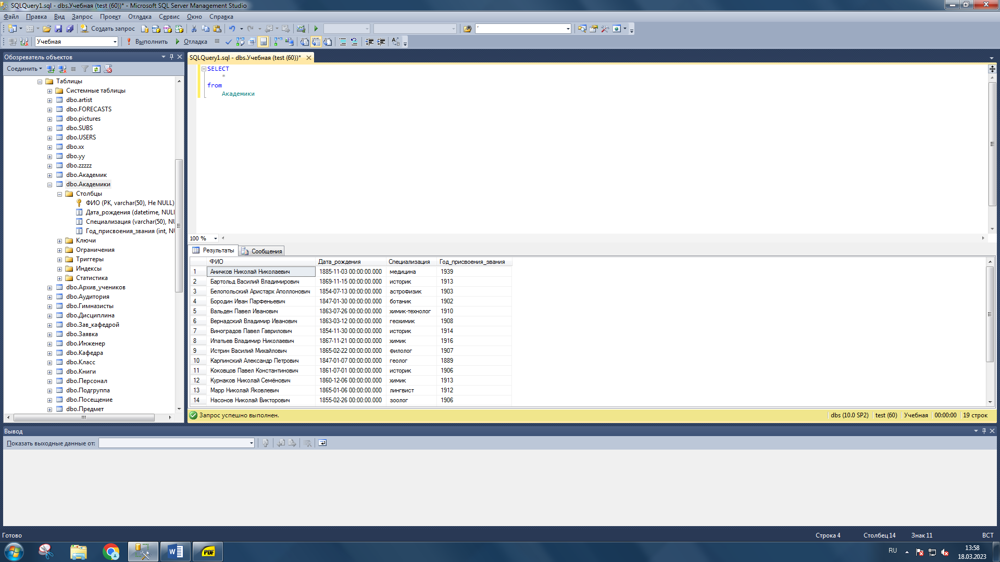 SQLQuery1.sql - dbs.Учебная (test (60))* - Microsoft SQL Server Management Studio
Файл Правка Вид Запрос Проект Отладка Сервис Окно Справка
Создать запрос
Учебная Выполнить Отладка
Обозреватель объектов
Соединить
Таблицы
Системные таблицы
dbo.artist
dbo.FORECASTS
dbo.pictures
dbo.SUBS
dbo.USERS
dbo.xx
dbo.yy
dbo.zzzzz
dbo.Академик
dbo.Академики
Столбцы
ФИО (PK, varchar(50), Не NULL)
Дата_рождения (datetime, NULL
Специализация (varchar(50), NU
Год_присвоения_звания (int, NU
Ключи
Ограничения
Триггеры
Индексы
Статистика
dbo.Архив_учеников
dbo.Аудитория
dbo.Гимназисты
dbo.Дисциплина
dbo.Зав_кафедрой
dbo.Заявка
dbo.Инженер
dbo.Кафедра
dbo.Класс
dbo.Книги
dbo.Персонал
dbo.Подгруппа
dbo.Посещение
dbo.Предмет
SQLQuery1.sql - dbs.Учебная (test (60))*
SELECT
*
from
Академики
100 %
Результаты Сообщения
ФИО Дата_рождения Специализация Год_присвоения_звания
1 Аничков Николай Николаевич 1885-11-03 00:00:00.000 медицина 1939
2 Бартольд Василий Владимирович 1869-11-15 00:00:00.000 историк 1913
3 Белопольский Аристарх Аполлонович 1854-07-13 00:00:00.000 астрофизик 1903
4 Бородин Иван Парфеньевич 1847-01-30 00:00:00.000 ботаник 1902
5 Вальден Павел Иванович 1863-07-26 00:00:00.000 химик-технолог 1910
6 Вернадский Владимир Иванович 1863-03-12 00:00:00.000 геохимик 1908
7 Виноградов Павел Гаврилович 1854-11-30 00:00:00.000 историк 1914
8 Ипатьев Владимир Николаевич 1867-11-21 00:00:00.000 химик 1916
9 Истрин Василий Михайлович 1865-02-22 00:00:00.000 филолог 1907
10 Карпинский Александр Петрович 1847-01-07 00:00:00.000 геолог 1889
11 Коковцов Павел Константинович 1861-07-01 00:00:00.000 историк 1906
12 Курнаков Николай Семёнович 1860-12-06 00:00:00.000 химик 1913
13 Марр Николай Яковлевич 1865-01-06 00:00:00.000 лингвист 1912
14 Насонов Николай Викторович 1855-02-26 00:00:00.000 зоолог 1906
Запрос успешно выполнен. dbs (10.0 SP2) test (60) Учебная 00:00:00 19 строк
Вывод
Показать выходные данные от:
Готово Строка 4 Столбец 14 Знак 11 ВСТ
W PDF RU 13:58
18.03.2023